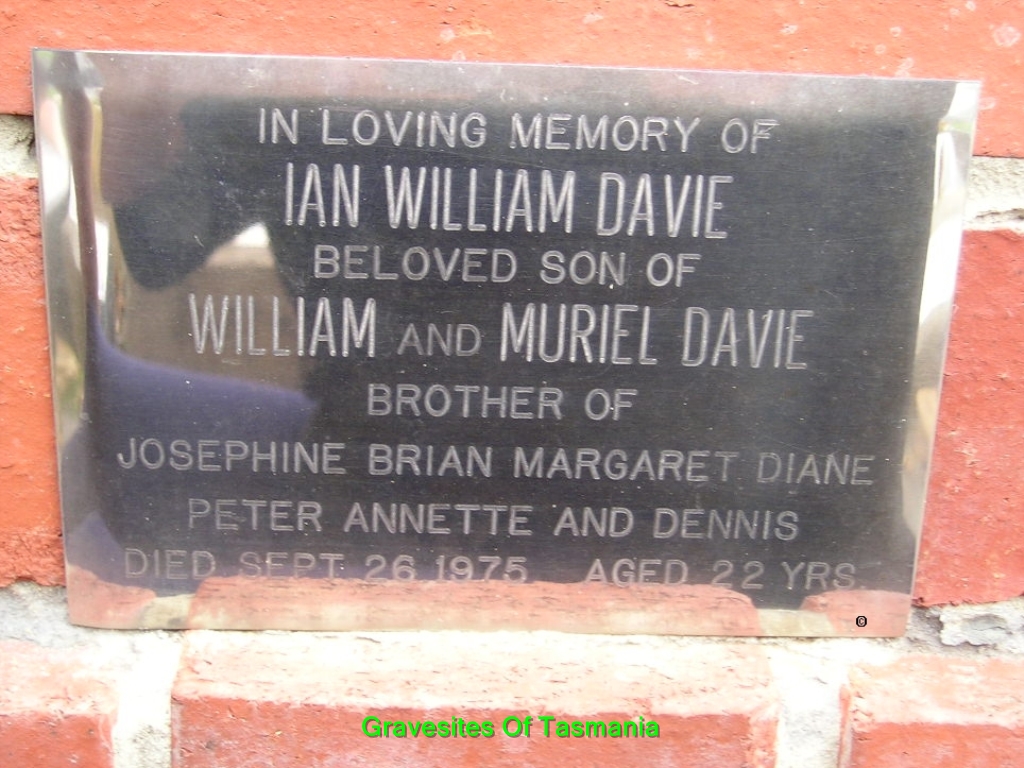 IN LOVING MEMORY OF
IAN WILLIAM DAVIE
BELOVED SON OF
WILLIAM AND MURIEL DAVIE
BROTHER OF
JOSEPHINE BRIAN MARGARET DIANE
PETER ANNETTE AND DENNIS
DIED SEPT. 26 1975 AGED 22 YRS
©
Gravesites Of Tasmania